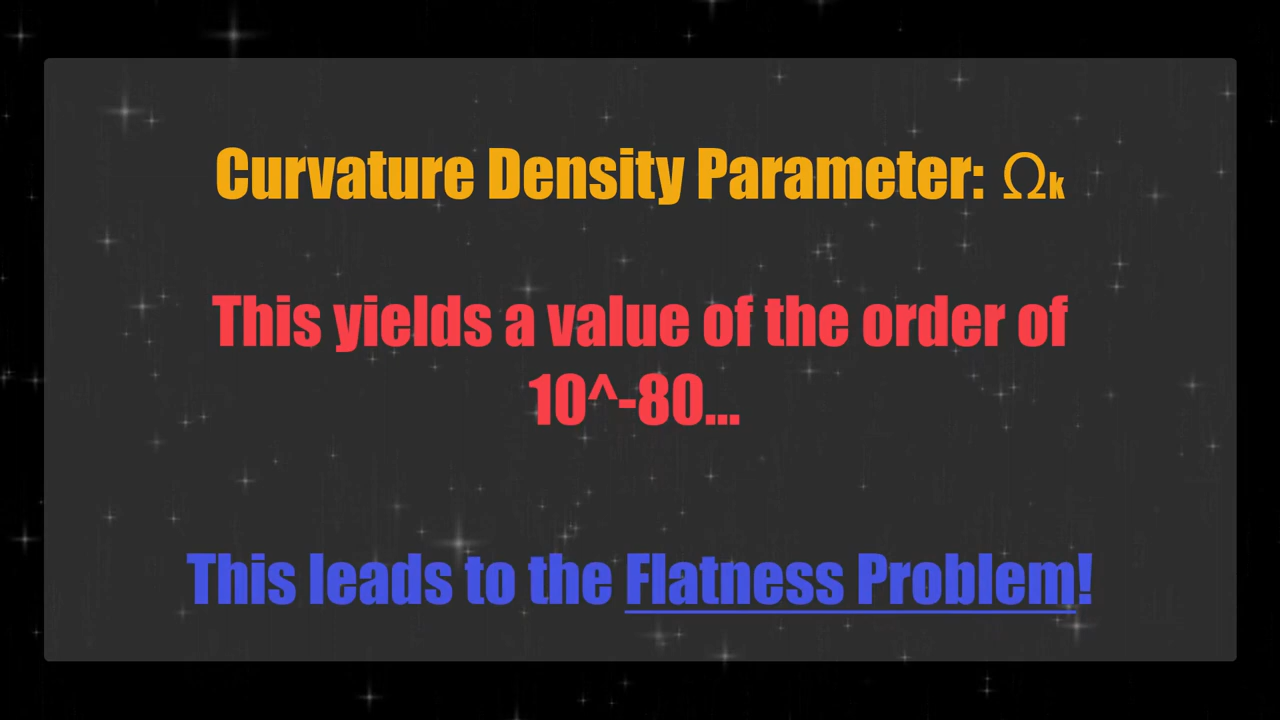 Curvature Density Parameter: Ωk
This yields a value of the order of
10^-80...
This leads to the Flatness Problem!